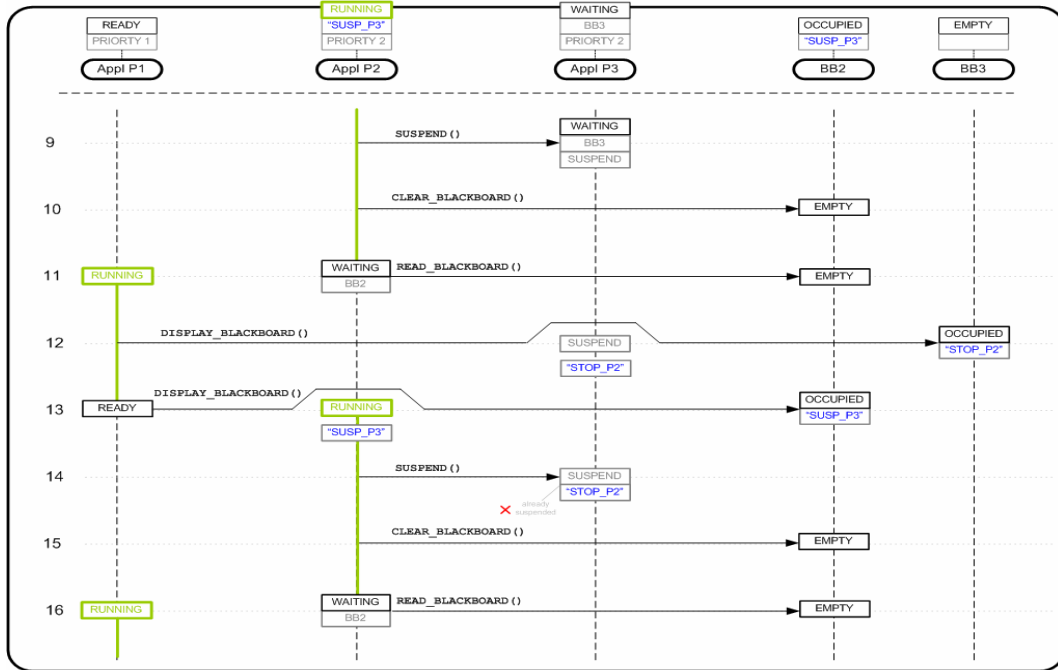 READY
PRIORTY 1
Appl P1
RUNNING
“SUSP_P3”
PRIORTY 2
Appl P2
WAITING
BB3
PRIORTY 2
Appl P3
OCCUPIED
“SUSP_P3”
BB2
EMPTY
BB3
9
SUSPEND()
WAITING
BB3
SUSPEND
10
CLEAR_BLACKBOARD()
EMPTY
11
RUNNING
WAITING
BB2
READ_BLACKBOARD()
EMPTY
12
DISPLAY_BLACKBOARD()
SUSPEND
“STOP_P2”
OCCUPIED
“STOP_P2”
13
READY
DISPLAY_BLACKBOARD()
RUNNING
“SUSP_P3”
OCCUPIED
“SUSP_P3”
14
SUSPEND()
SUSPEND
“STOP_P2”
already
suspended
15
CLEAR_BLACKBOARD()
EMPTY
16
RUNNING
WAITING
BB2
READ_BLACKBOARD()
EMPTY